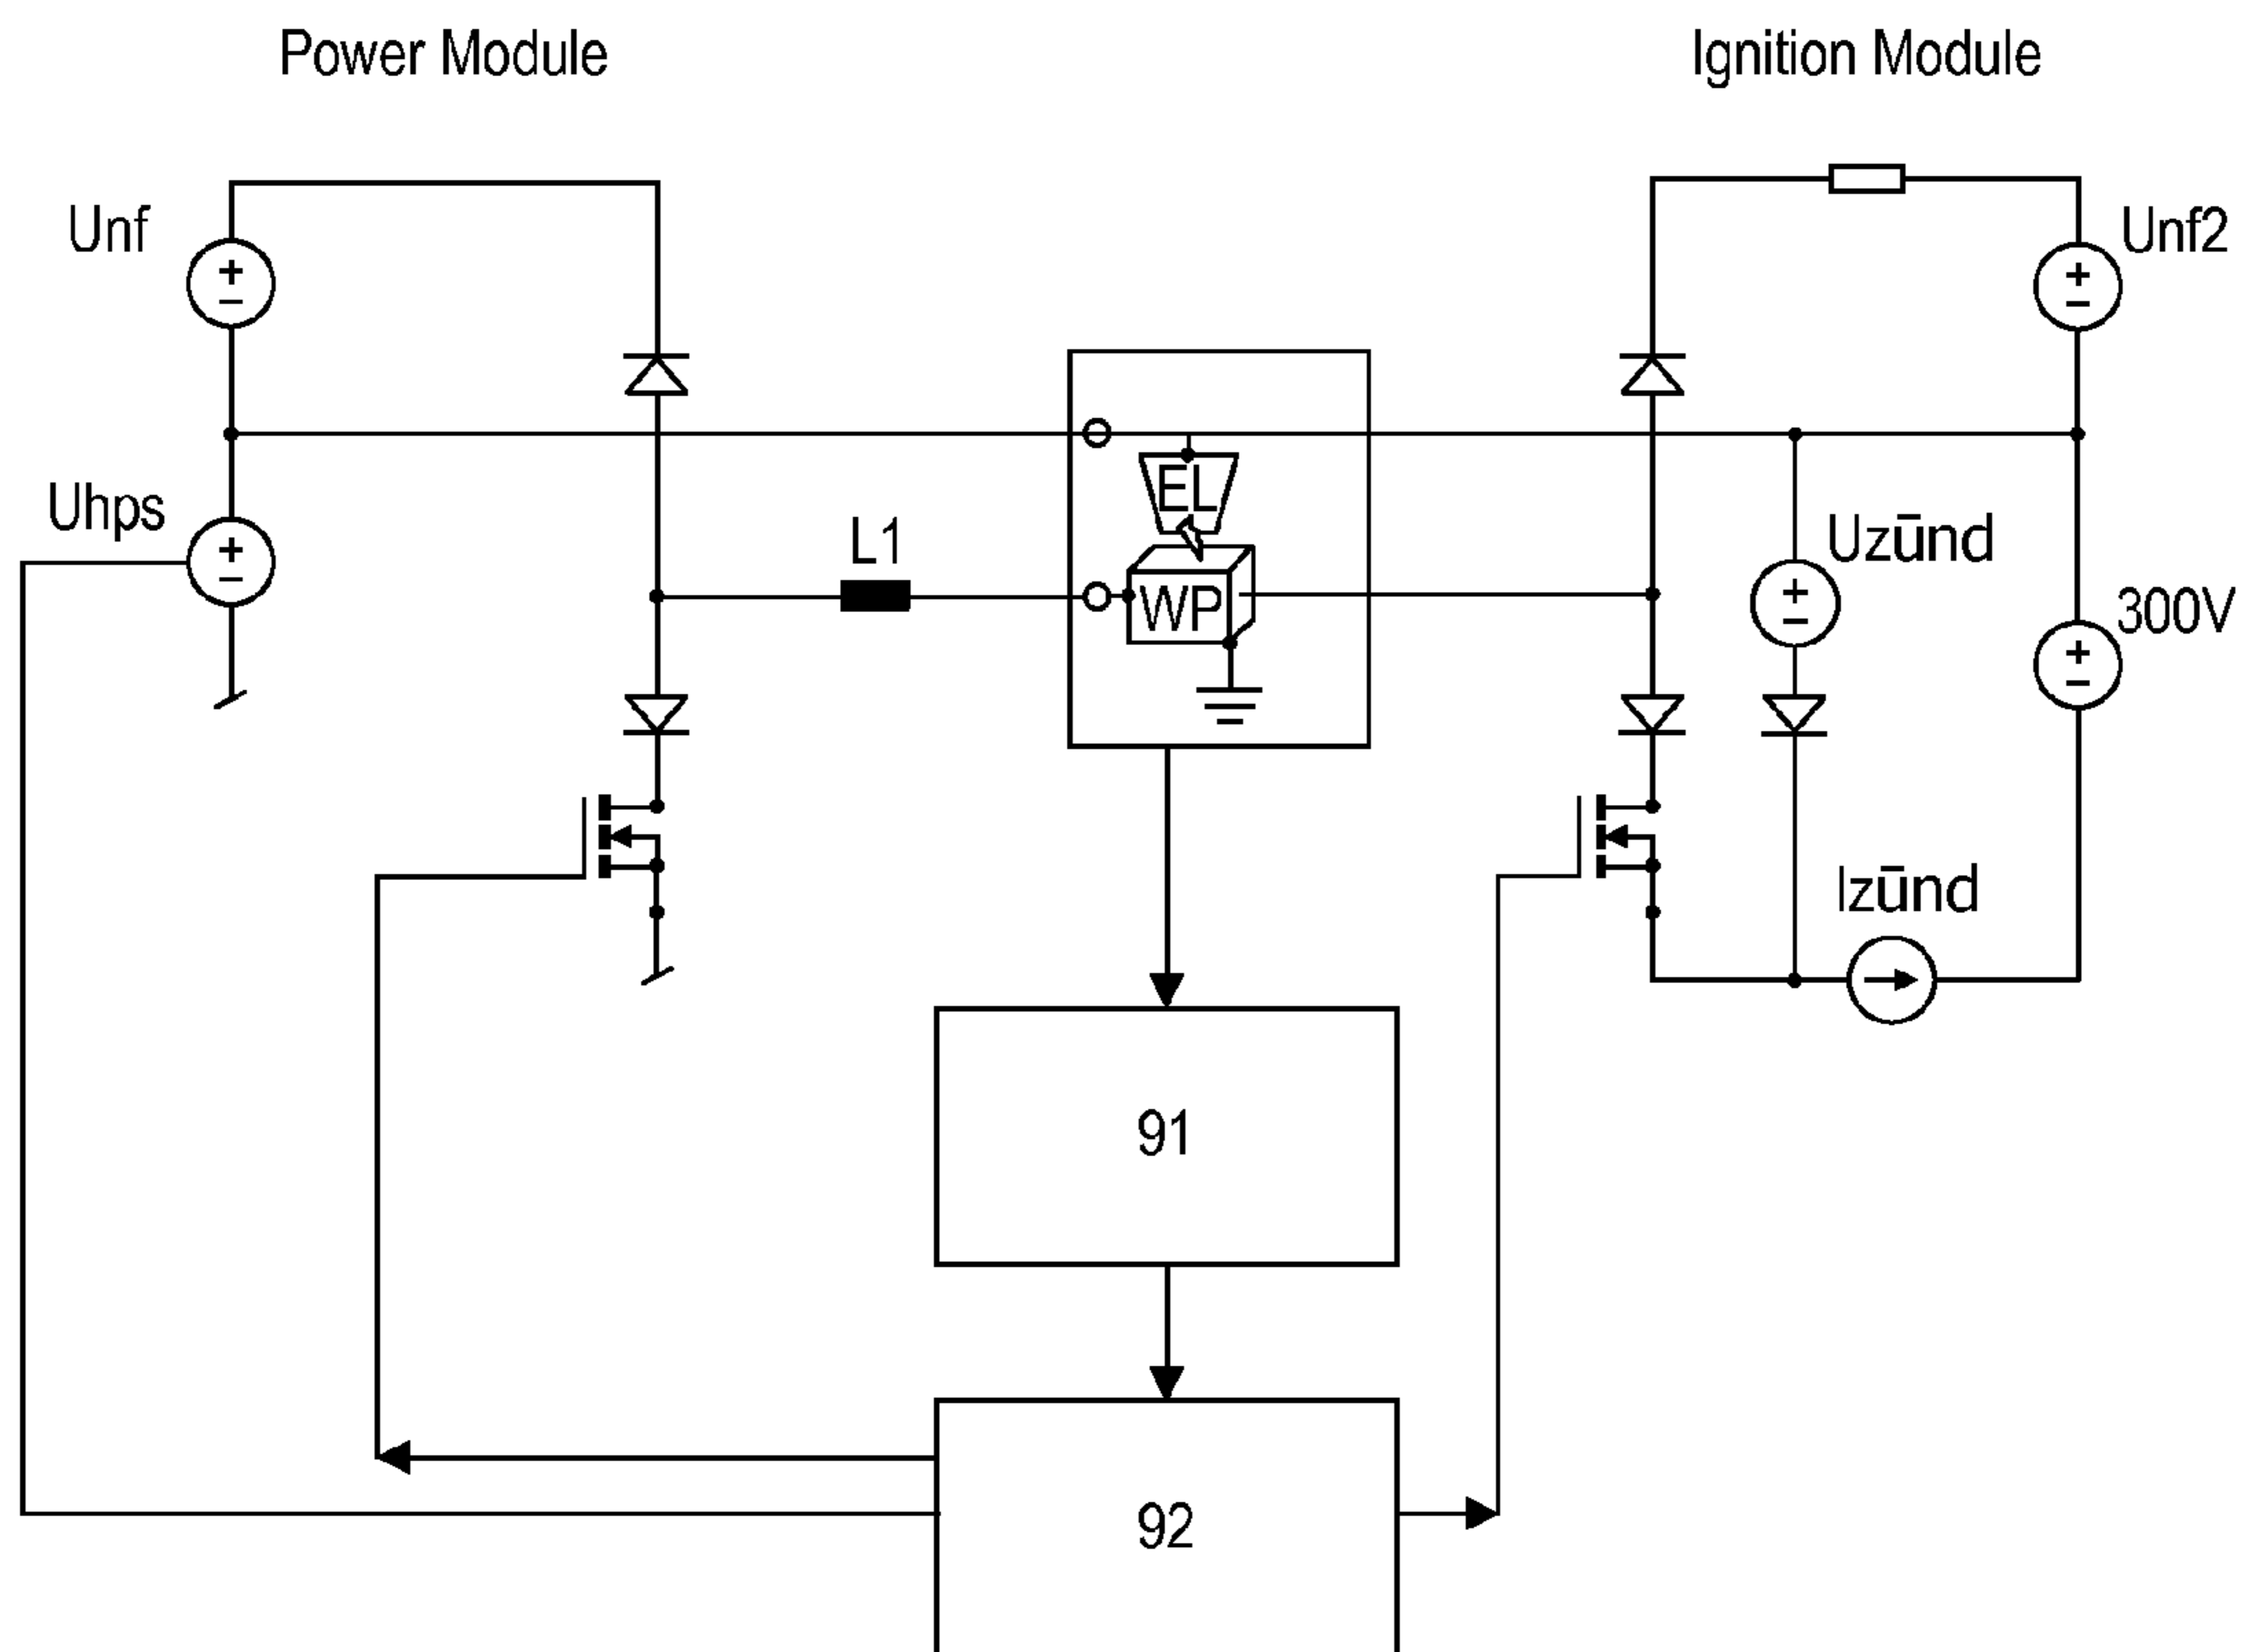 Power Module
Ignition Module
Unf
Unf2
EL
Uhps
L1
Uzūnd
WP
300V
Izūnd
91
92